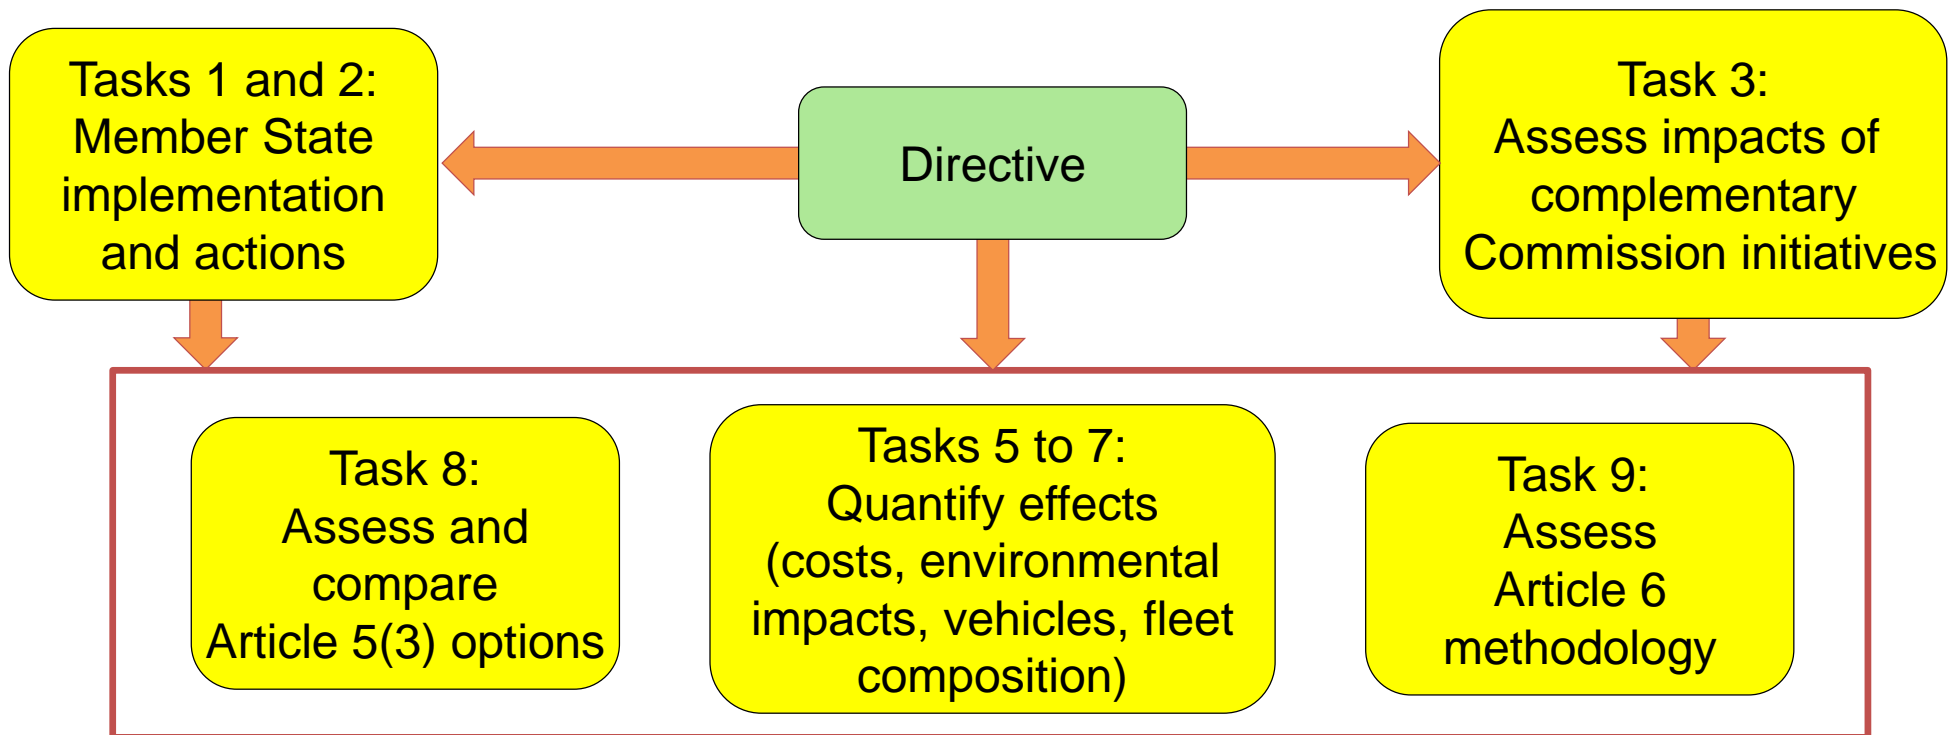 Tasks 1 and 2:
Member State
implementation
and actions
Directive
Task 3:
Assess impacts of
complementary
Commission initiatives
Task 8:
Assess and
compare
Article 5(3) options
Tasks 5 to 7:
Quantify effects
(costs, environmental
impacts, vehicles, fleet
composition)
Task 9:
Assess
Article 6
methodology